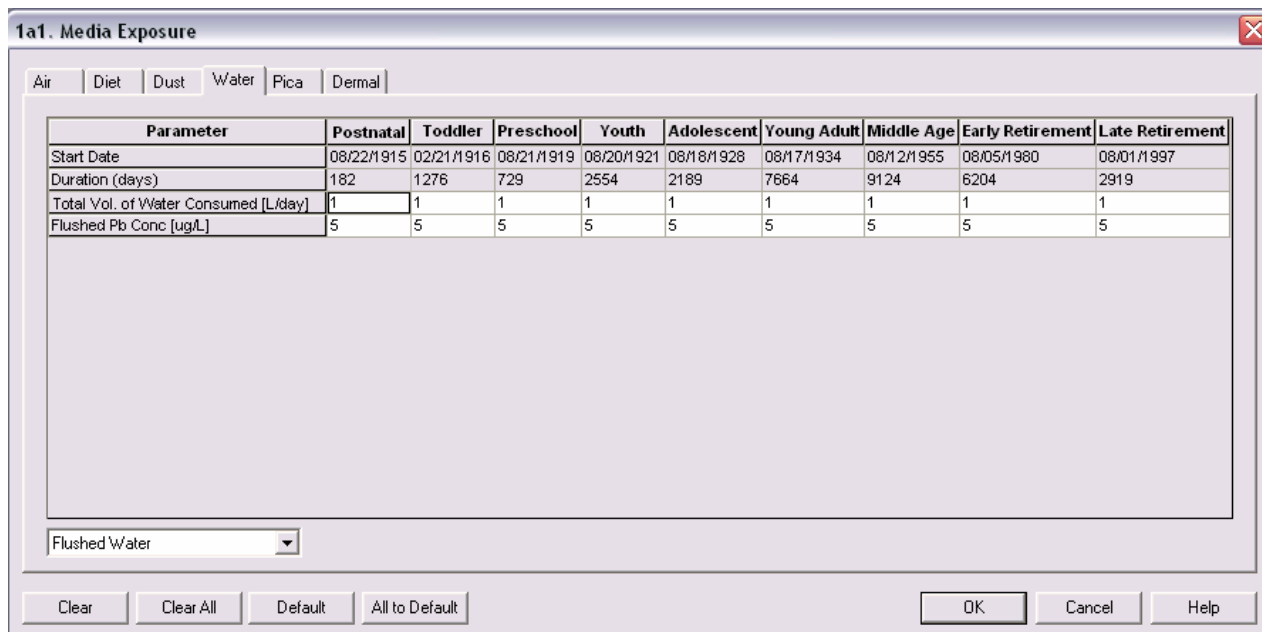 1a1. Media Exposure
Air Diet Dust Water Pica Dermal
Parameter Postnatal Toddler Preschool Youth Adolescent Young Adult Middle Age Early Retirement Late Retirement
Start Date 08/22/1915 02/21/1916 08/21/1919 08/20/1921 08/18/1928 08/17/1934 08/12/1955 08/05/1980 08/01/1997
Duration (days) 182 1276 729 2554 2189 7664 9124 6204 2919
Total Vol. of Water Consumed [L/day] 1 1 1 1 1 1 1 1 1
Flushed Pb Conc [ug/L] 5 5 5 5 5 5 5 5 5
Flushed Water
Clear Clear All Default All to Default OK Cancel Help